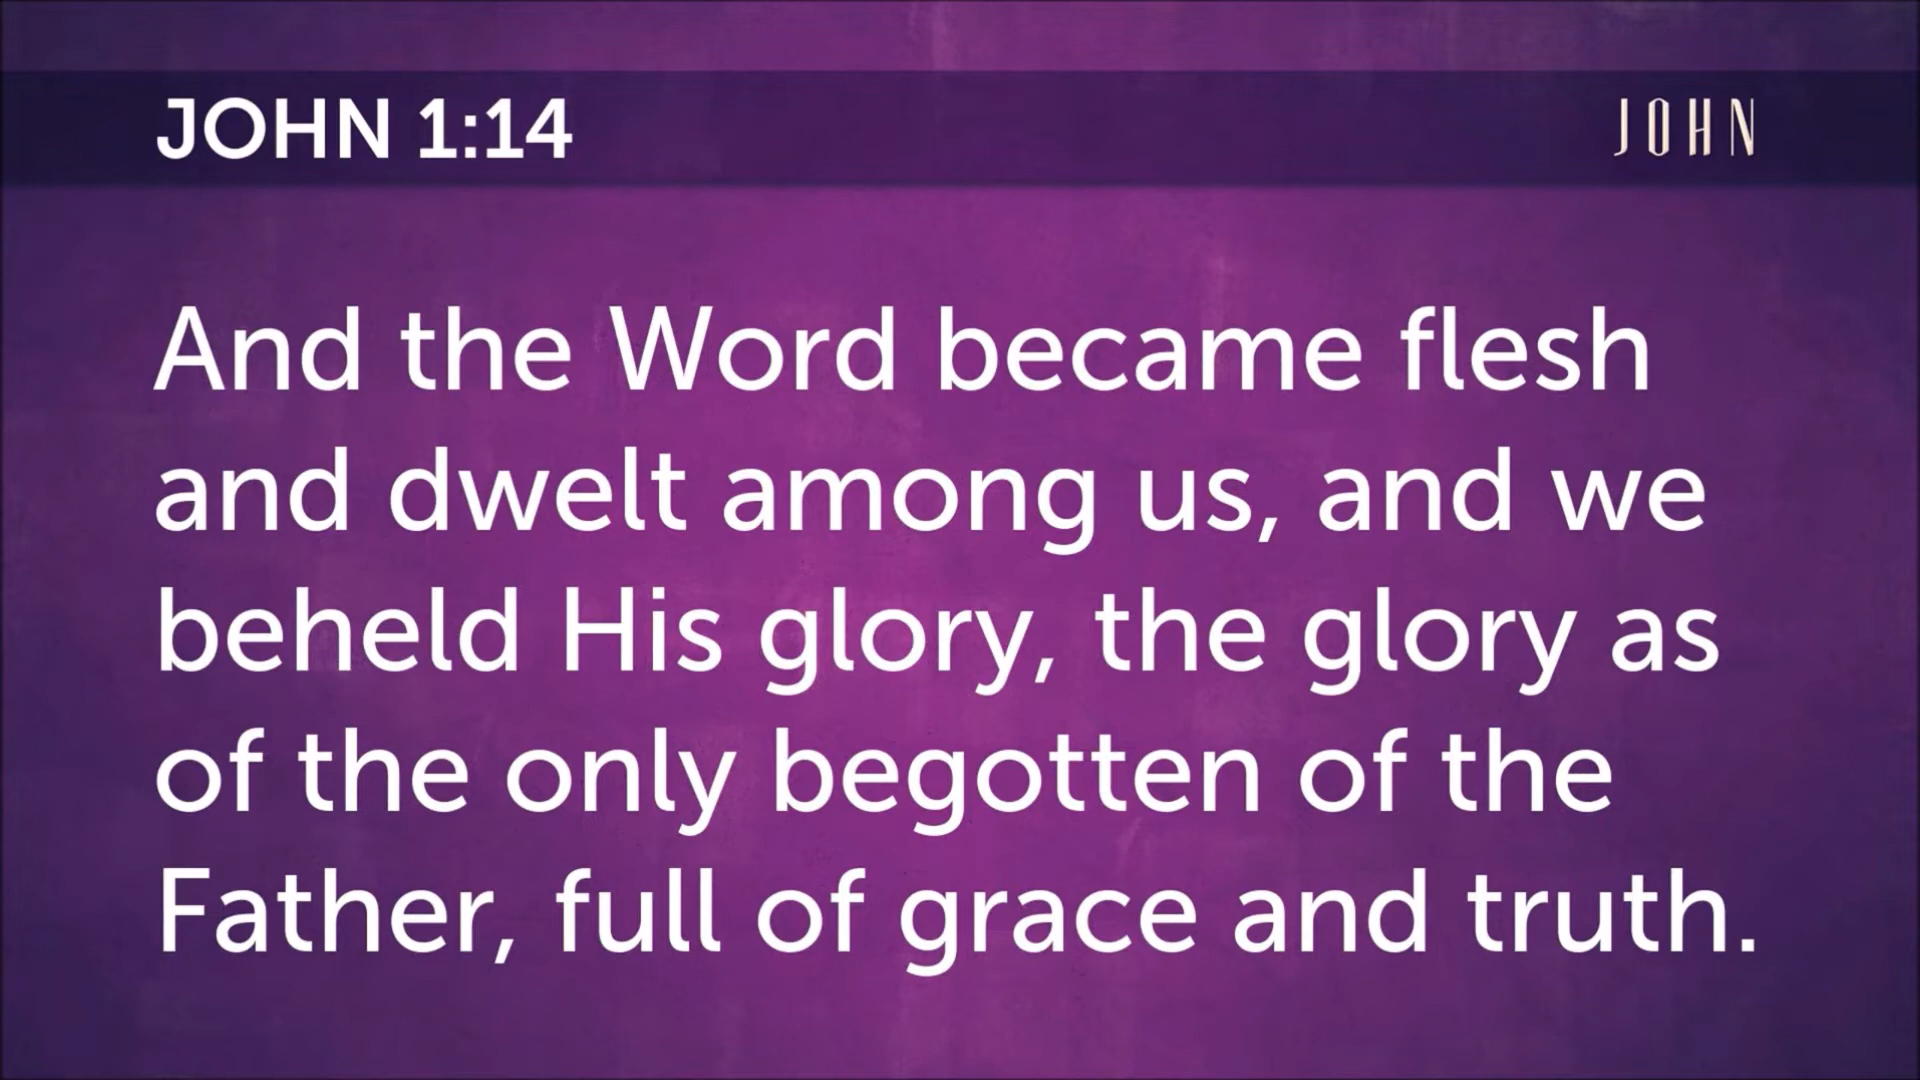 JOHN 1:14
JOHN
And the Word became flesh
and dwelt among us, and we
beheld His glory, the glory as
of the only begotten of the
Father, full of grace and truth.